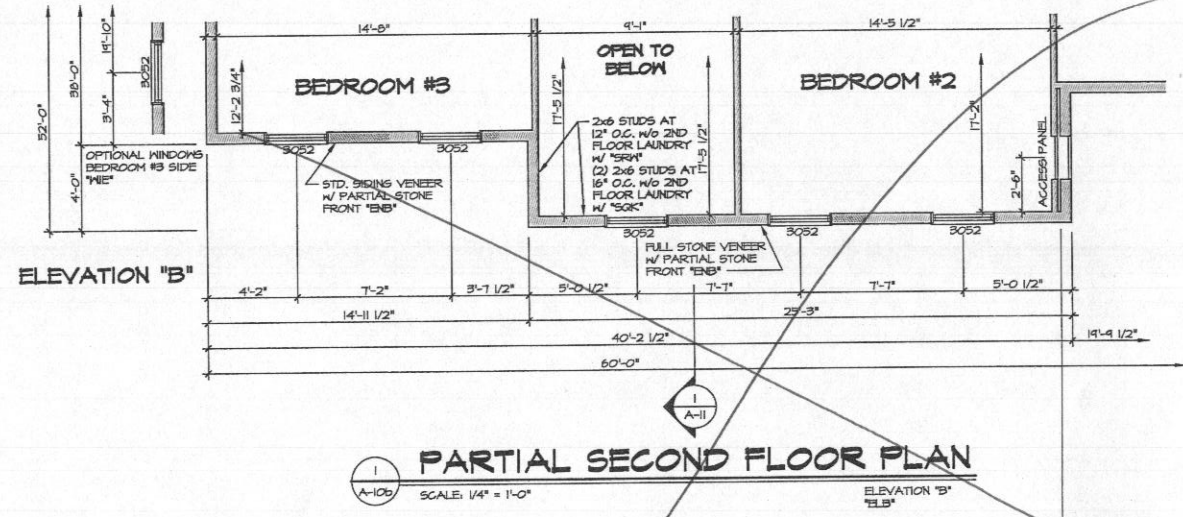 14'-8"
9'-1"
14'-5 1/2"
52'-0"
38'-0"
19'-10"
3052
3'-4"
4'-0"
12'-2 3/4"
BEDROOM #3
OPEN TO
BELOW
17'-5 1/2"
17'-5 1/2"
BEDROOM #2
17'-2"
2'-6"
ACCESS PANEL
OPTIONAL WINDOWS
BEDROOM #3 SIDE
"WIE"
3052
3052
STD. SIDING VENEER
W/ PARTIAL STONE
FRONT "ENB"
2x6 STUDS AT
12" O.C. W/O 2ND
FLOOR LAUNDRY
W/ "SRW"
(2) 2x6 STUDS AT
16" O.C. W/O 2ND
FLOOR LAUNDRY
W/ "SGK"
3052
3052
3052
FULL STONE VENEER
W/ PARTIAL STONE
FRONT "ENB"
ELEVATION "B"
4'-2"
7'-2"
3'-7 1/2"
5'-0 1/2"
7'-7"
7'-7"
5'-0 1/2"
14'-11 1/2"
25'-3"
40'-2 1/2"
19'-9 1/2"
60'-0"
1
A-11
1
A-106
PARTIAL SECOND FLOOR PLAN
SCALE: 1/4" = 1'-0"
ELEVATION "B"
"ELB"